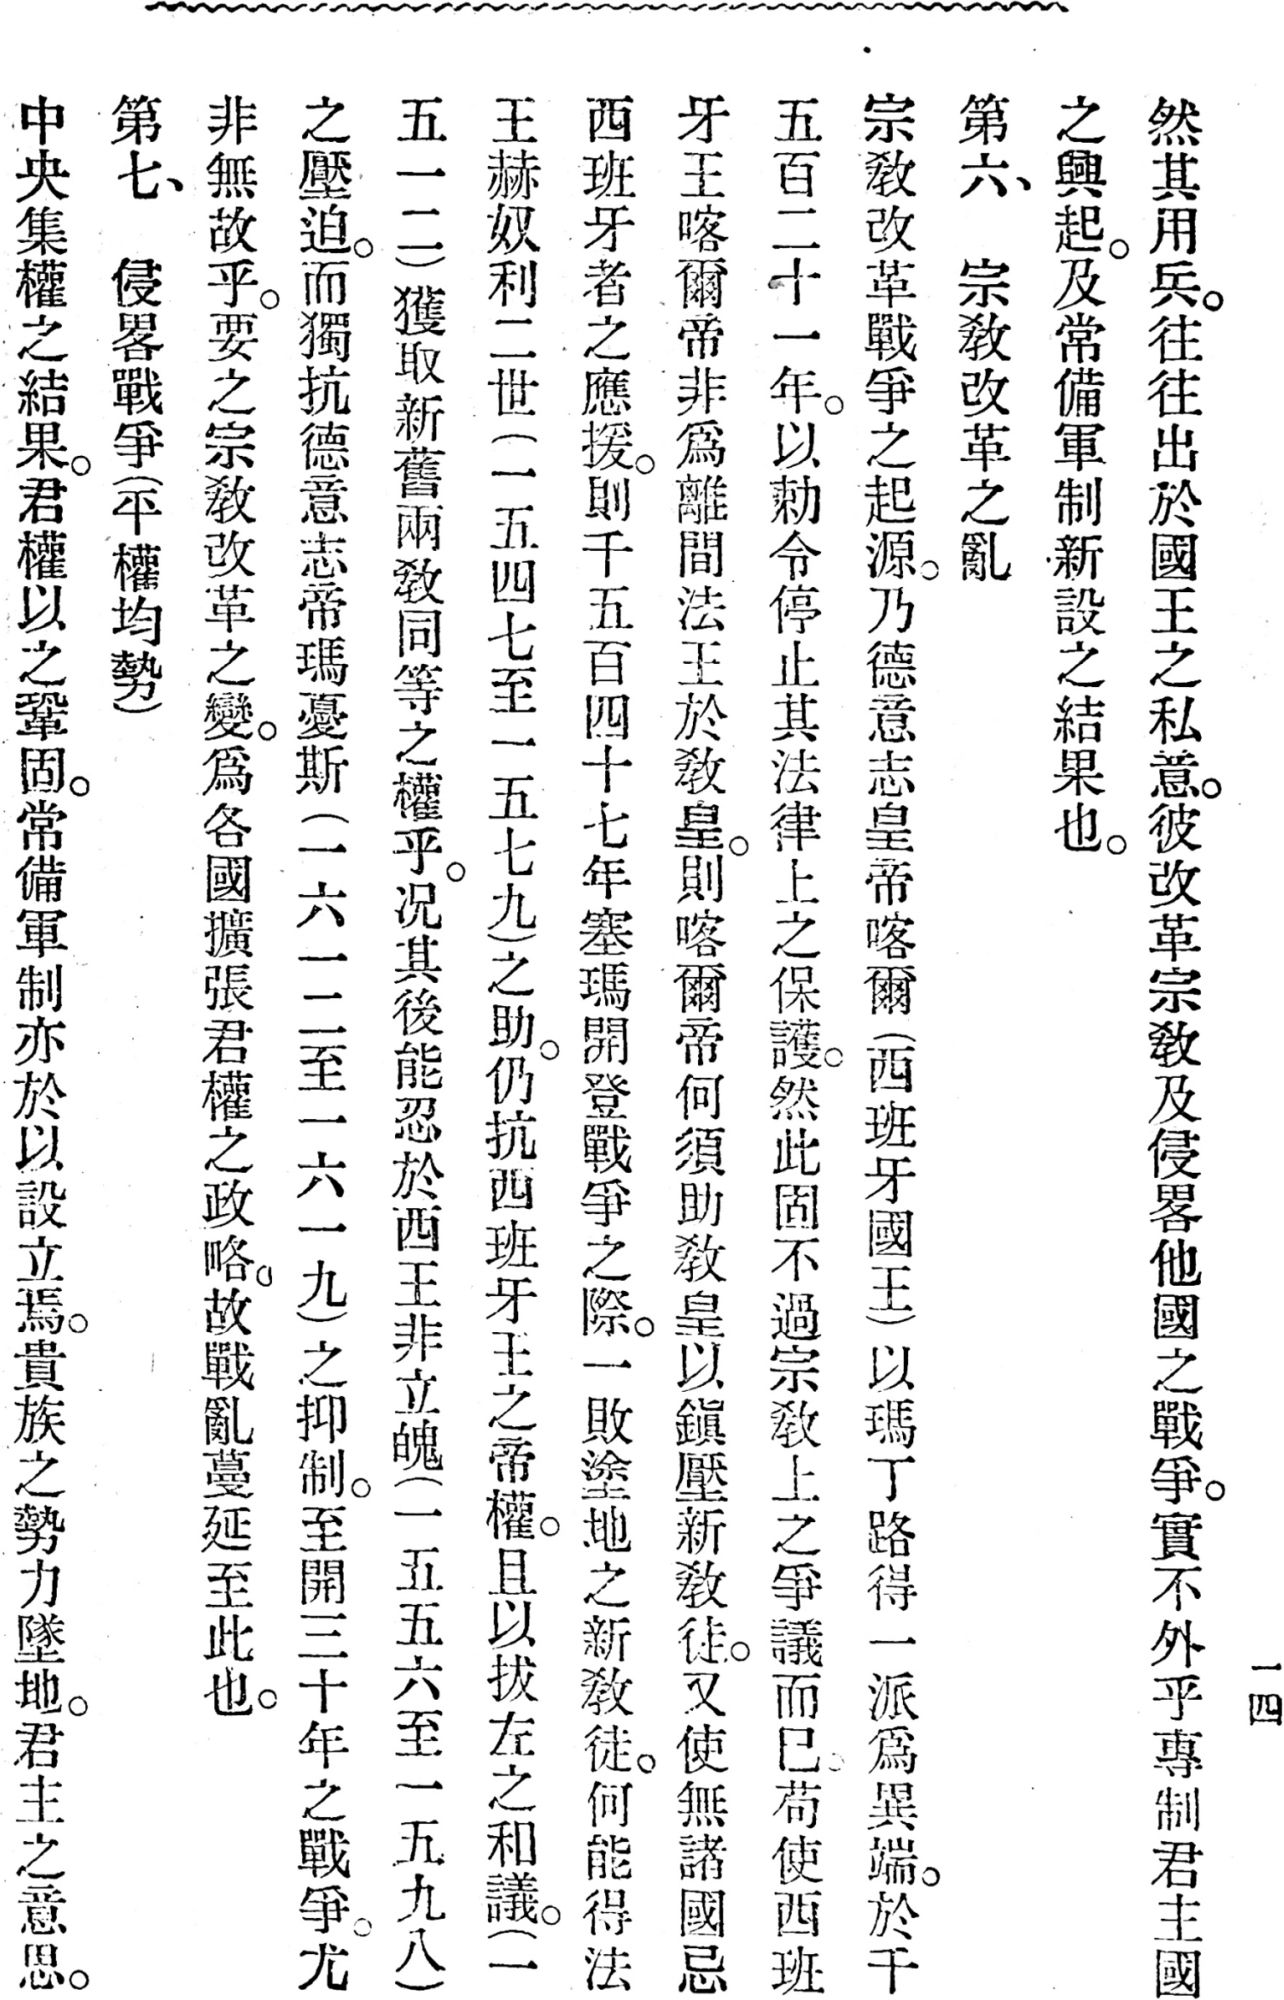 一四
然其用兵。往往出於國王之私意。彼改革宗敎及侵畧他國之戰爭。實不外乎專制君主國
之興起。及常備軍制新設之結果也。
第六、　宗敎改革之亂
宗敎改革戰爭之起源。乃德意志皇帝喀爾（西班牙國王）以瑪丁路得一派爲異端。於千
五百二十一年。以勅令停止其法律上之保護。然此固不過宗敎上之爭議而已。苟使西班
牙王喀爾帝非爲離間法王於敎皇。則喀爾帝何須助敎皇以鎭壓新敎徒。又使無諸國忌
西班牙者之應援。則千五百四十七年塞瑪開登戰爭之際。一敗塗地之新敎徒。何能得法
王赫奴利二世（一五四七至一五七九）之助。仍抗西班牙王之帝權。且以拔左之和議。（一
五一二）獲取新舊兩敎同等之權乎。况其後能忍於西王非立媿（一五五六至一五九八）
之壓迫。而獨抗德意志帝瑪憂斯（一六一二至一六一九）之抑制。至開三十年之戰爭。尤
非無故乎。要之宗敎改革之變。爲各國擴張君權之政略。故戰亂蔓延至此也。
第七、　侵畧戰爭（平權均勢）
中央集權之結果。君權以之鞏固。常備軍制亦於以設立焉。貴族之勢力墜地。君主之意思。